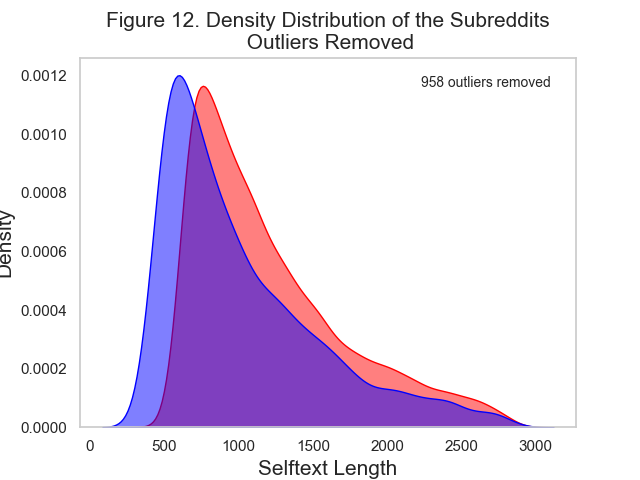 Figure 12. Density Distribution of the Subreddits
Outliers Removed
958 outliers removed
Density
0.0012
0.0010
0.0008
0.0006
0.0004
0.0002
0.0000
0 500 1000 1500 2000 2500 3000
Selftext Length